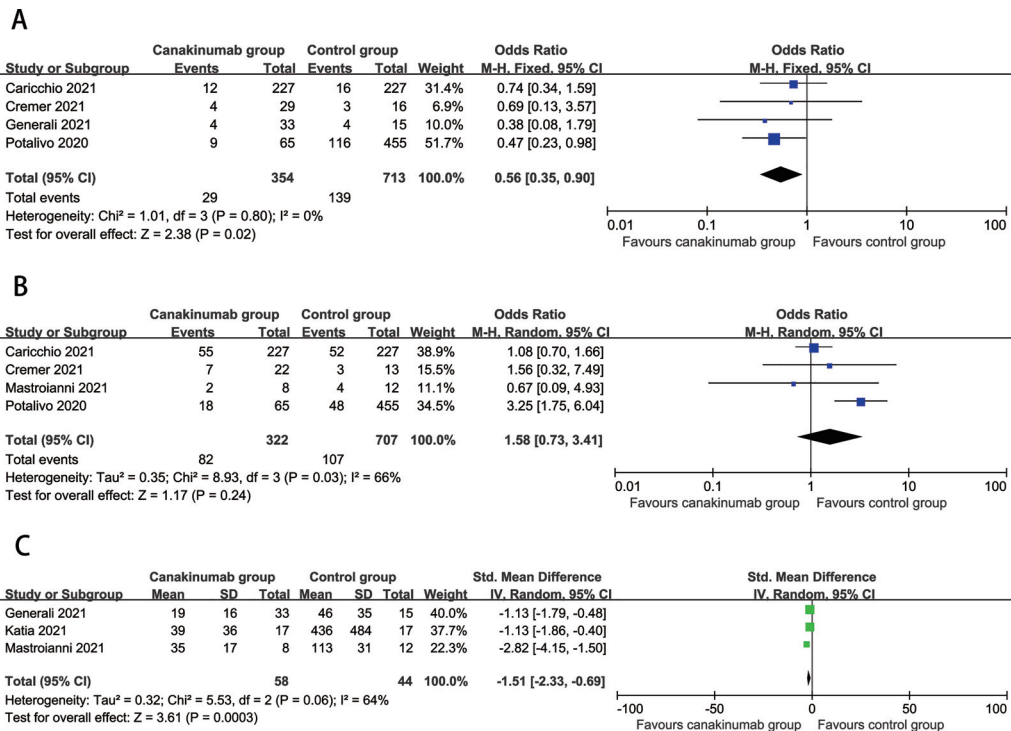 A
Canakinumab group Control group Odds Ratio Odds Ratio
Study or Subgroup Events Total Events Total Weight M-H, Fixed, 95% CI M-H, Fixed, 95% CI
Caricchio 2021 12 227 16 227 31.4% 0.74 [0.34, 1.59]
Cremer 2021 4 29 3 16 6.9% 0.69 [0.13, 3.57]
Generali 2021 4 33 4 15 10.0% 0.38 [0.08, 1.79]
Potalivo 2020 9 65 116 455 51.7% 0.47 [0.23, 0.98]
Total (95% CI) 354 713 100.0% 0.56 [0.35, 0.90]
Total events 29 139
Heterogeneity: Chi² = 1.01, df = 3 (P = 0.80); I² = 0%
Test for overall effect: Z = 2.38 (P = 0.02)
0.01 0.1 1 10 100
Favours canakinumab group Favours control group
B
Canakinumab group Control group Odds Ratio Odds Ratio
Study or Subgroup Events Total Events Total Weight M-H, Random, 95% CI M-H, Random, 95% CI
Caricchio 2021 55 227 52 227 38.9% 1.08 [0.70, 1.66]
Cremer 2021 7 22 3 13 15.5% 1.56 [0.32, 7.49]
Mastroianni 2021 2 8 4 12 11.1% 0.67 [0.09, 4.93]
Potalivo 2020 18 65 48 455 34.5% 3.25 [1.75, 6.04]
Total (95% CI) 322 707 100.0% 1.58 [0.73, 3.41]
Total events 82 107
Heterogeneity: Tau² = 0.35; Chi² = 8.93, df = 3 (P = 0.03); I² = 66%
Test for overall effect: Z = 1.17 (P = 0.24)
0.01 0.1 1 10 100
Favours canakinumab group Favours control group
C
Canakinumab group Control group Std. Mean Difference Std. Mean Difference
Study or Subgroup Mean SD Total Mean SD Total Weight IV, Random, 95% CI IV, Random, 95% CI
Generali 2021 19 16 33 46 35 15 40.0% -1.13 [-1.79, -0.48]
Katia 2021 39 36 17 436 484 17 37.7% -1.13 [-1.86, -0.40]
Mastroianni 2021 35 17 8 113 31 12 22.3% -2.82 [-4.15, -1.50]
Total (95% CI) 58 44 100.0% -1.51 [-2.33, -0.69]
Heterogeneity: Tau² = 0.32; Chi² = 5.53, df = 2 (P = 0.06); I² = 64%
Test for overall effect: Z = 3.61 (P = 0.0003)
-100 -50 0 50 100
Favours canakinumab group Favours control group